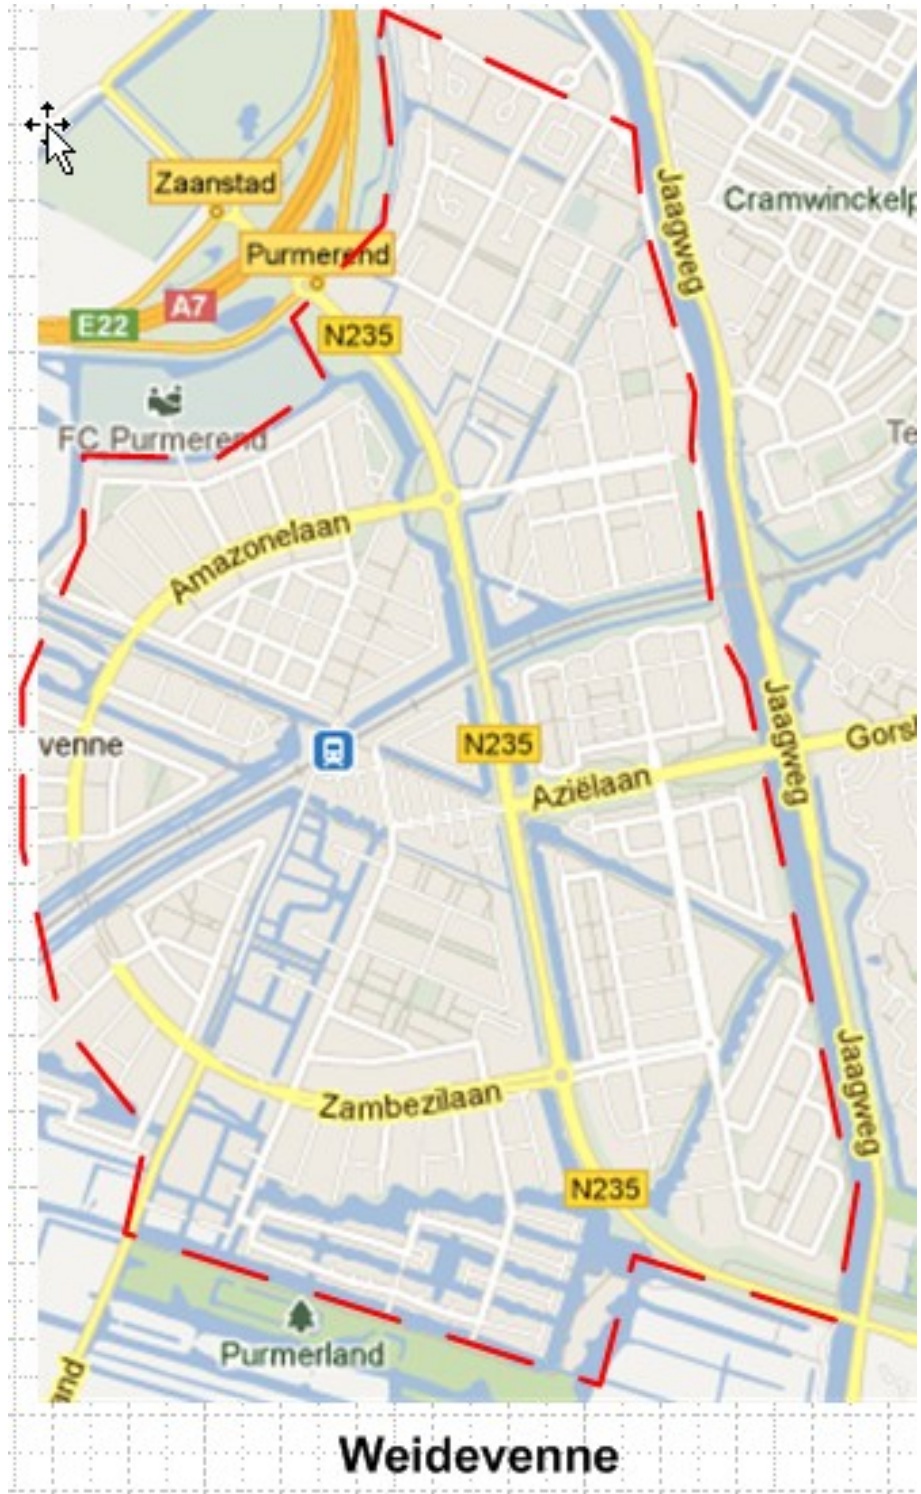 Zaanstad
Jaagweg
Cramwinckelp
Purmerend
A7
E22
N235
FC Purmerend
Te
Amazonelaan
Jaagweg
venne
N235
Gorsl
Aziëlaan
Jaagweg
Zambezilaan
N235
Purmerland
and
Weidevenne